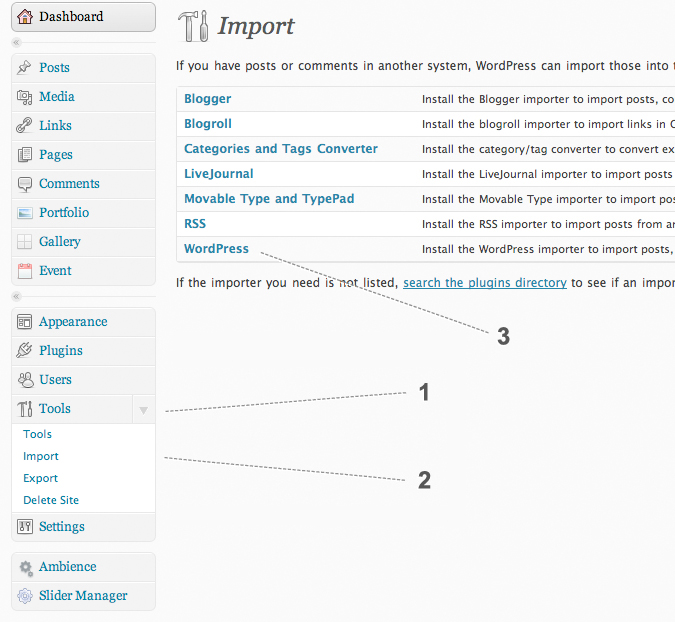 Dashboard
Posts
Media
Links
Pages
Comments
Portfolio
Gallery
Event
Appearance
Plugins
Users
Tools
Tools
Import
Export
Delete Site
Settings
Ambience
Slider Manager
Import
If you have posts or comments in another system, WordPress can import those into
Blogger Install the Blogger importer to import posts, co
Blogroll Install the blogroll importer to import links in
Categories and Tags Converter Install the category/tag converter to convert ex
LiveJournal Install the LiveJournal importer to import posts
Movable Type and TypePad Install the Movable Type importer to import pos
RSS Install the RSS importer to import posts from
WordPress Install the WordPress importer to import posts,
If the importer you need is not listed, search the plugins directory to see if an impor
3
1
2